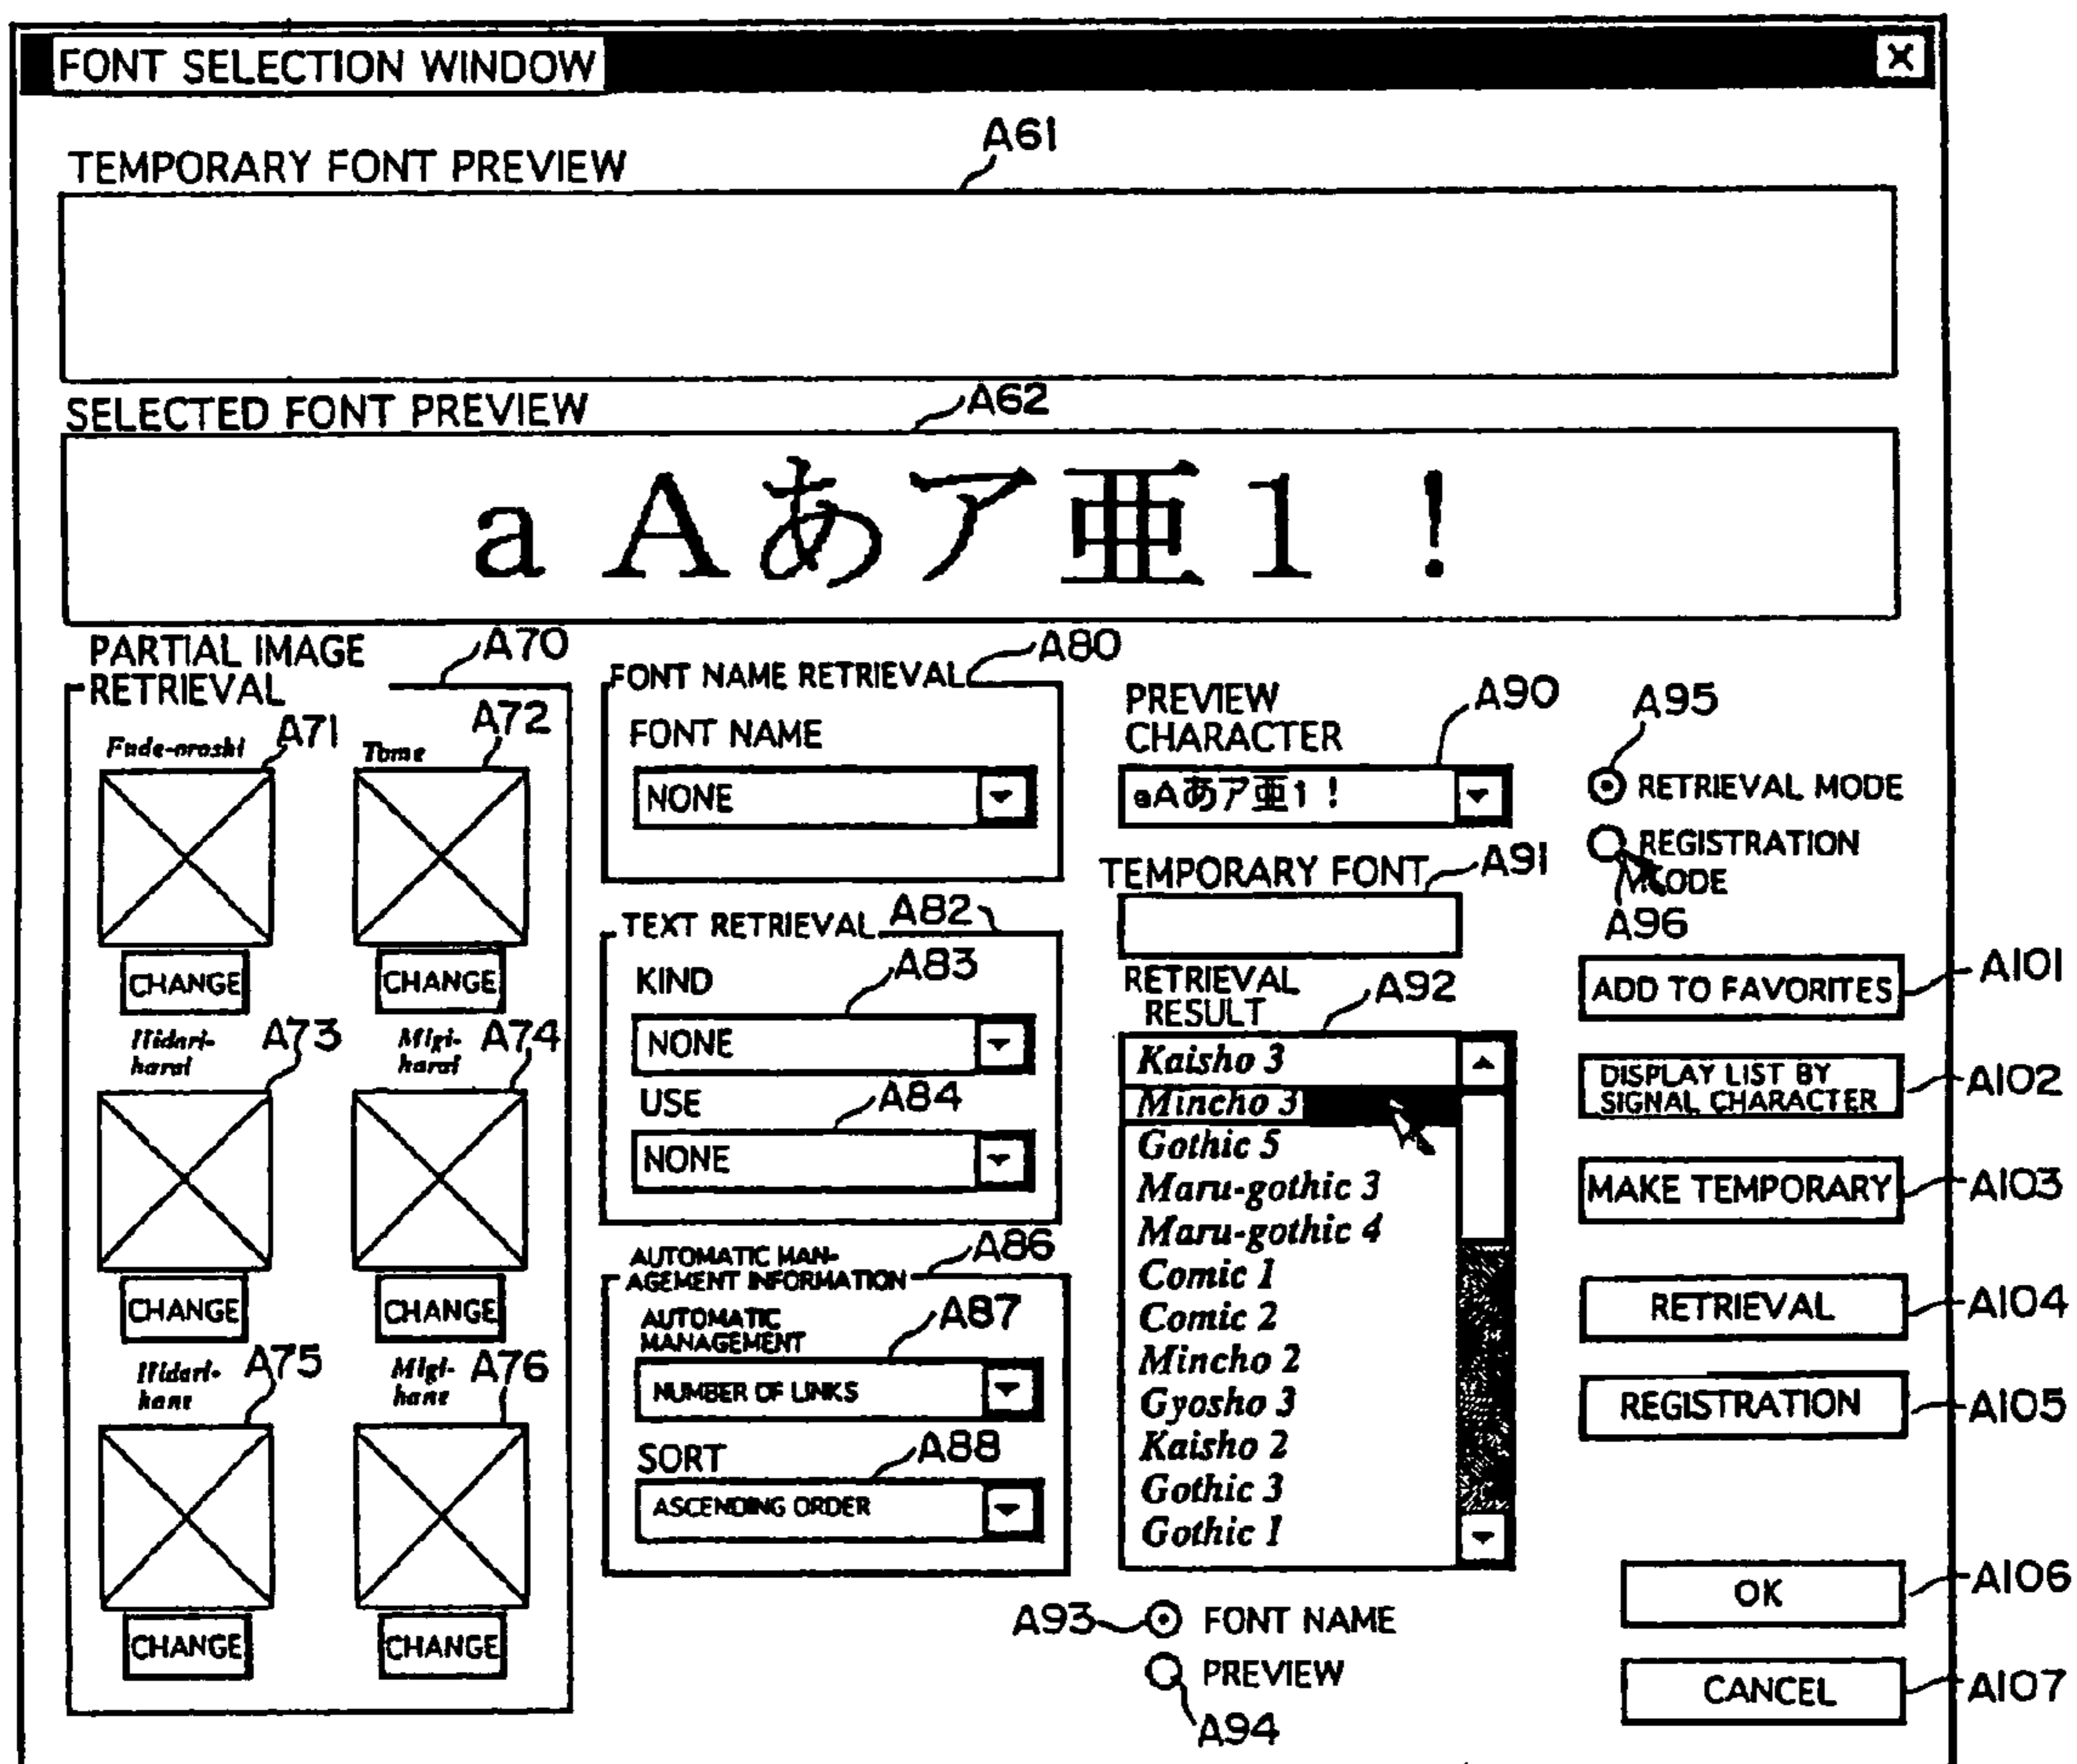 FONT SELECTION WINDOW
X
A61
TEMPORARY FONT PREVIEW
A62
SELECTED FONT PREVIEW
a A あ ア 亜 1 !
PARTIAL IMAGE
RETRIEVAL
A70
Fude-oroshi
A71
Tome
A72
CHANGE
CHANGE
Hidari-
harai
A73
Migi-
harai
A74
CHANGE
CHANGE
Hidari-
hane
A75
Migi-
hane
A76
CHANGE
CHANGE
FONT NAME RETRIEVAL
A80
FONT NAME
NONE
TEXT RETRIEVAL
A82
KIND
A83
NONE
USE
A84
NONE
AUTOMATIC MAN-
AGEMENT INFORMATION
A86
AUTOMATIC
MANAGEMENT
A87
NUMBER OF LINKS
SORT
A88
ASCENDING ORDER
PREVIEW
CHARACTER
A90
aAあア亜1!
TEMPORARY FONT
A91
RETRIEVAL
RESULT
A92
Kaisho 3
Mincho 3
Gothic 5
Maru-gothic 3
Maru-gothic 4
Comic 1
Comic 2
Mincho 2
Gyosho 3
Kaisho 2
Gothic 3
Gothic 1
A93
FONT NAME
PREVIEW
A94
A95
RETRIEVAL MODE
REGISTRATION
MODE
A96
ADD TO FAVORITES
A101
DISPLAY LIST BY
SIGNAL CHARACTER
A102
MAKE TEMPORARY
A103
RETRIEVAL
A104
REGISTRATION
A105
OK
A106
CANCEL
A107